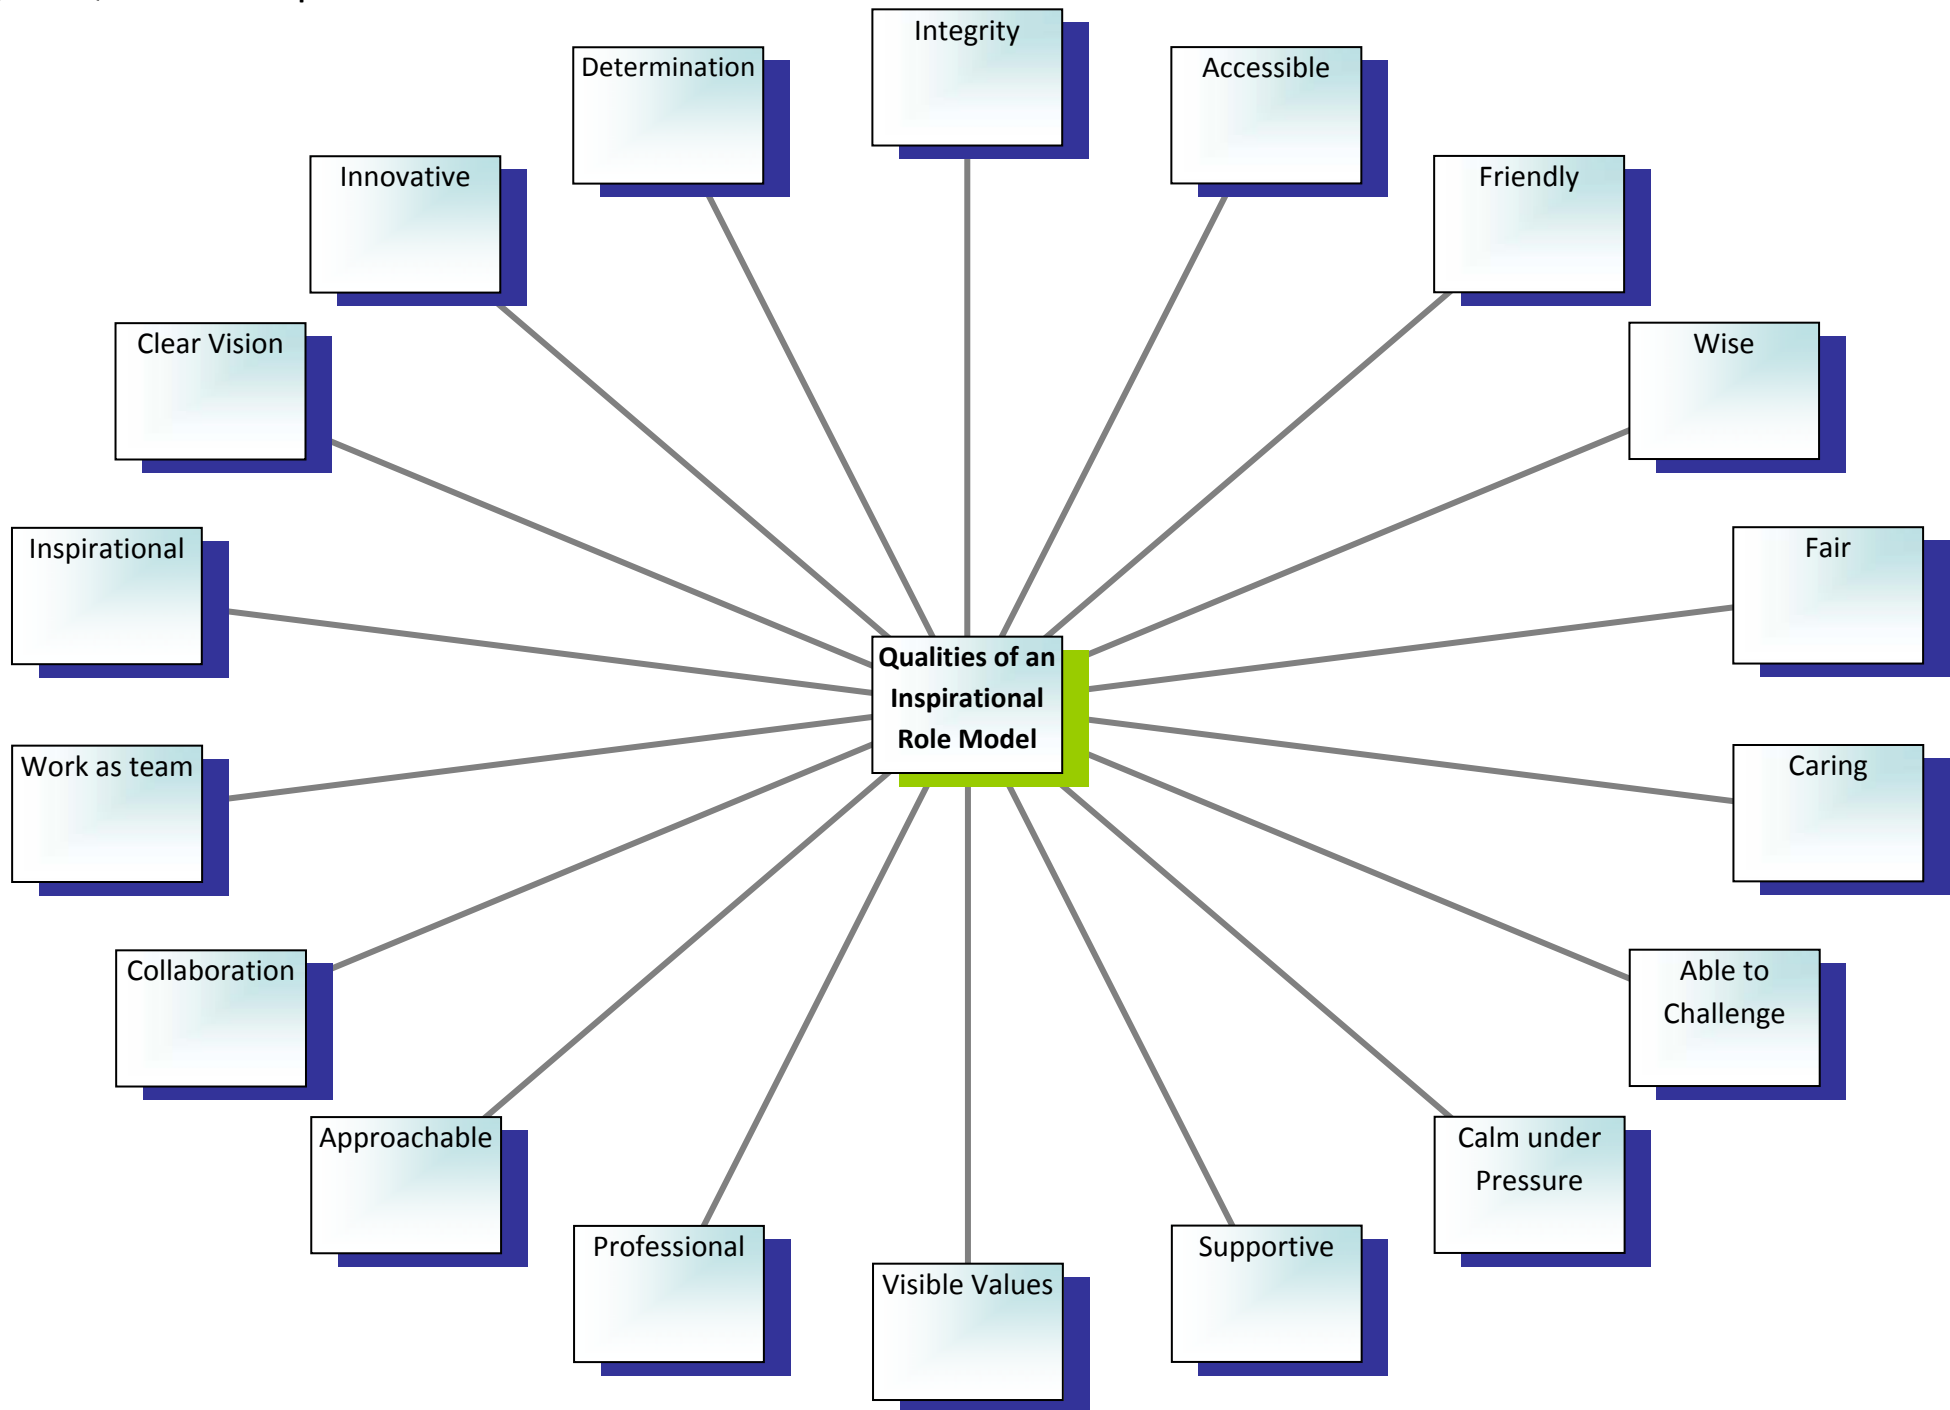 Integrity
Determination
Accessible
Innovative
Friendly
Clear Vision
Wise
Inspirational
Fair
Qualities of an
Inspirational
Role Model
Work as team
Caring
Collaboration
Able to
Challenge
Approachable
Calm under
Pressure
Professional
Supportive
Visible Values